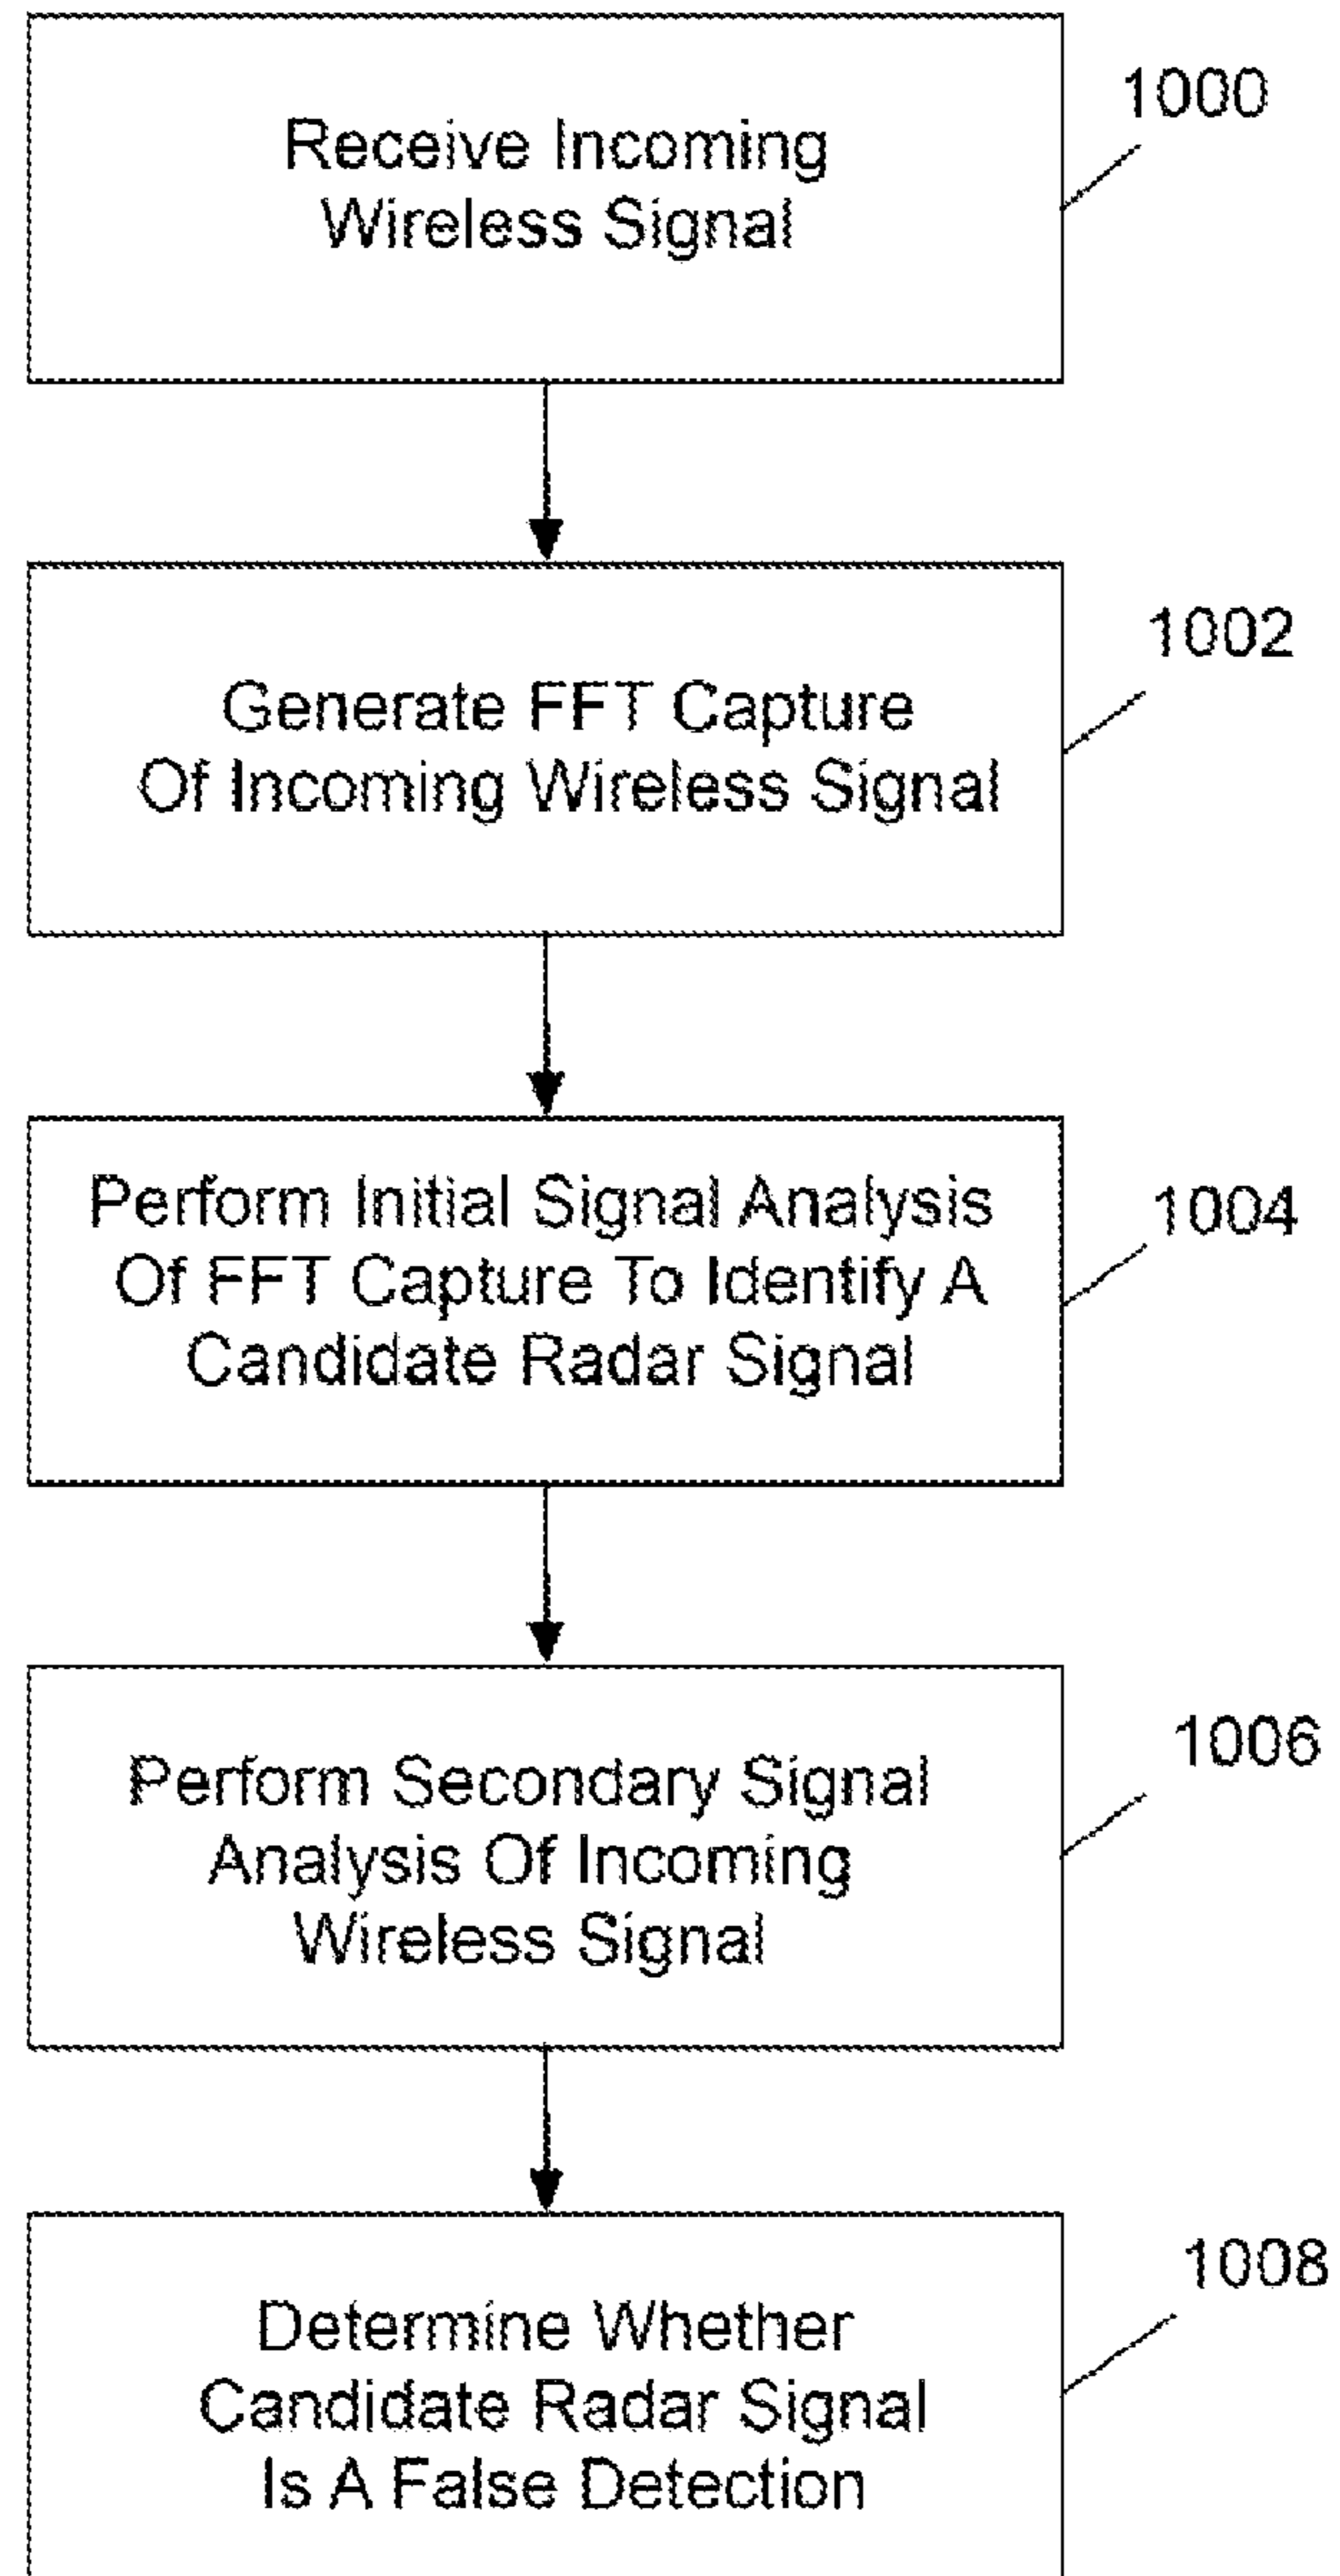 Receive Incoming
Wireless Signal
1000
Generate FFT Capture
Of Incoming Wireless Signal
1002
Perform Initial Signal Analysis
Of FFT Capture To Identify A
Candidate Radar Signal
1004
Perform Secondary Signal
Analysis Of Incoming
Wireless Signal
1006
Determine Whether
Candidate Radar Signal
Is A False Detection
1008